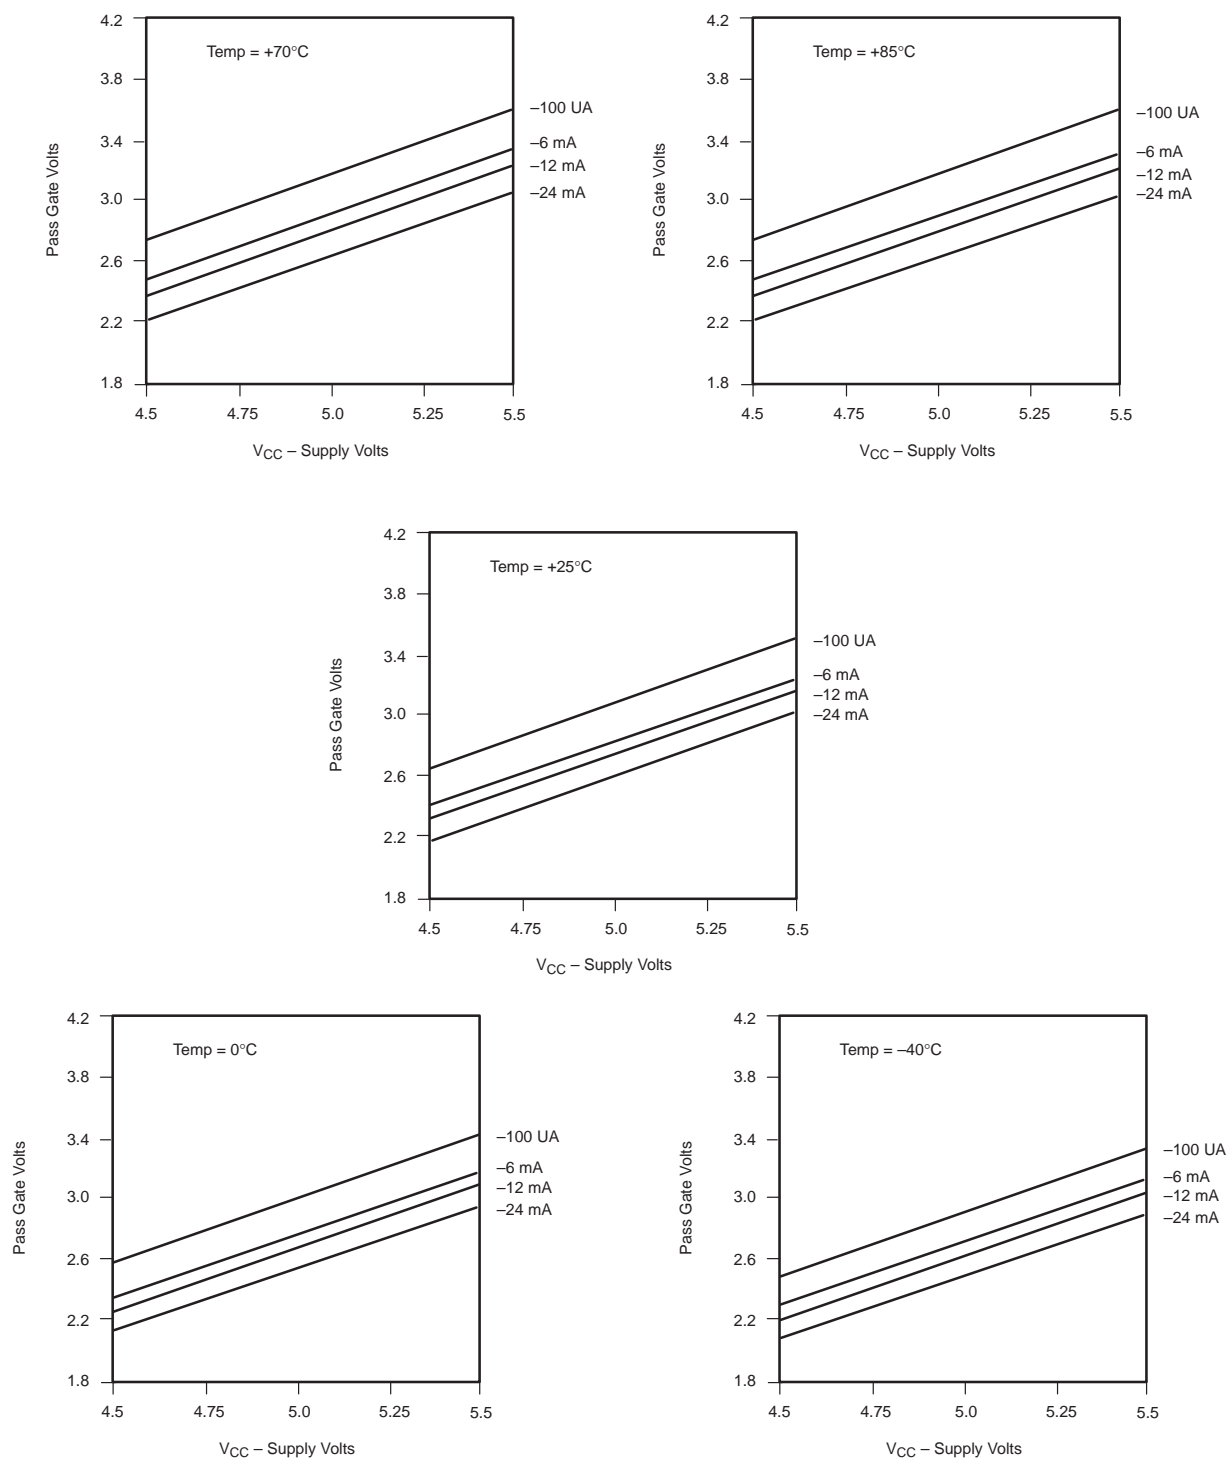 Temp = +70°C
Pass Gate Volts
4.2
3.8
3.4
3.0
2.6
2.2
1.8
–100 UA
–6 mA
–12 mA
–24 mA
4.5 4.75 5.0 5.25 5.5
VCC – Supply Volts
Temp = +85°C
Pass Gate Volts
4.2
3.8
3.4
3.0
2.6
2.2
1.8
–100 UA
–6 mA
–12 mA
–24 mA
4.5 4.75 5.0 5.25 5.5
VCC – Supply Volts
Temp = +25°C
Pass Gate Volts
4.2
3.8
3.4
3.0
2.6
2.2
1.8
–100 UA
–6 mA
–12 mA
–24 mA
4.5 4.75 5.0 5.25 5.5
VCC – Supply Volts
Temp = 0°C
Pass Gate Volts
4.2
3.8
3.4
3.0
2.6
2.2
1.8
–100 UA
–6 mA
–12 mA
–24 mA
4.5 4.75 5.0 5.25 5.5
VCC – Supply Volts
Temp = –40°C
Pass Gate Volts
4.2
3.8
3.4
3.0
2.6
2.2
1.8
–100 UA
–6 mA
–12 mA
–24 mA
4.5 4.75 5.0 5.25 5.5
VCC – Supply Volts